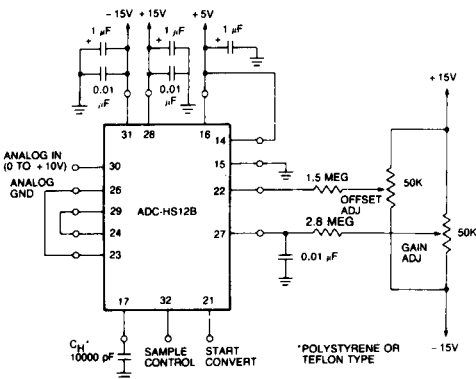 - 15V + 15V + 5V
1 µF 1 µF + 1 µF
+ +
0.01 µF 0.01 µF
31 28 16
14
15
ANALOG IN
(0 TO + 10V)
30
22
1.5 MEG
50K
OFFSET
ADJ
+ 15V
ANALOG
GND
26
29
ADC-HS12B
24
27
2.8 MEG
50K
GAIN
ADJ
23
0.01 µF
17 32 21
C_H*
10000 pF
SAMPLE
CONTROL
START
CONVERT
*POLYSTYRENE OR
TEFLON TYPE
- 15V